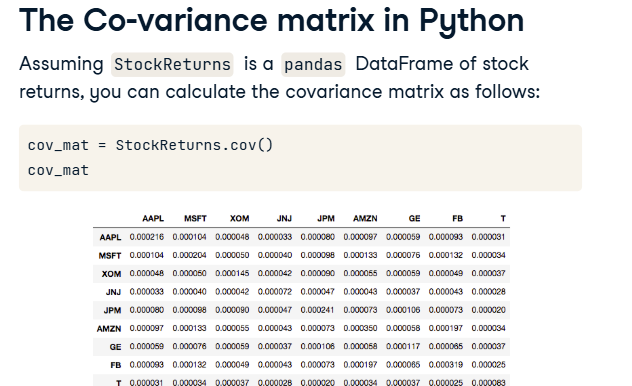 The Co-variance matrix in Python
Assuming StockReturns is a pandas DataFrame of stock
returns, you can calculate the covariance matrix as follows:
cov_mat = StockReturns.cov()
cov_mat
AAPL MSFT XOM JNJ JPM AMZN GE FB T
AAPL 0.000216 0.000104 0.000048 0.000033 0.000080 0.000097 0.000059 0.000093 0.000031
MSFT 0.000104 0.000204 0.000050 0.000040 0.000098 0.000133 0.000076 0.000132 0.000034
XOM 0.000048 0.000050 0.000145 0.000042 0.000090 0.000055 0.000059 0.000049 0.000037
JNJ 0.000033 0.000040 0.000042 0.000072 0.000047 0.000043 0.000037 0.000043 0.000028
JPM 0.000080 0.000098 0.000090 0.000047 0.000241 0.000073 0.000106 0.000073 0.000020
AMZN 0.000097 0.000133 0.000055 0.000043 0.000073 0.000350 0.000058 0.000197 0.000034
GE 0.000059 0.000076 0.000059 0.000037 0.000106 0.000058 0.000117 0.000065 0.000037
FB 0.000093 0.000132 0.000049 0.000043 0.000073 0.000197 0.000065 0.000319 0.000025
T 0.000031 0.000034 0.000037 0.000028 0.000020 0.000034 0.000037 0.000025 0.000083